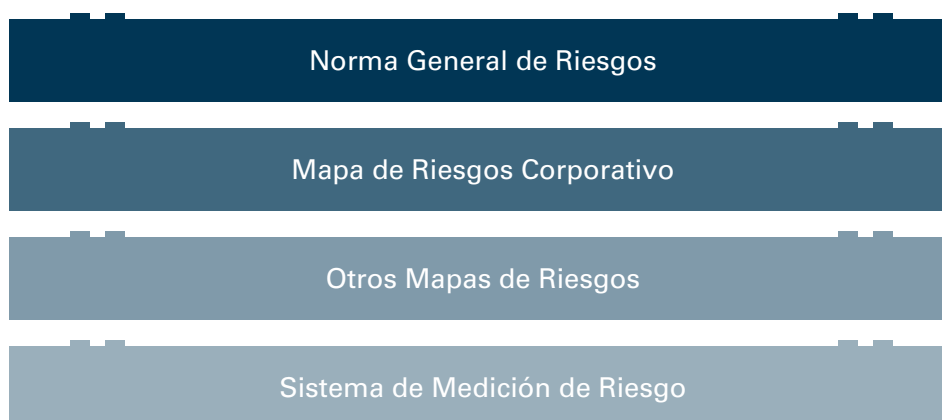 Norma General de Riesgos
Mapa de Riesgos Corporativo
Otros Mapas de Riesgos
Sistema de Medición de Riesgo